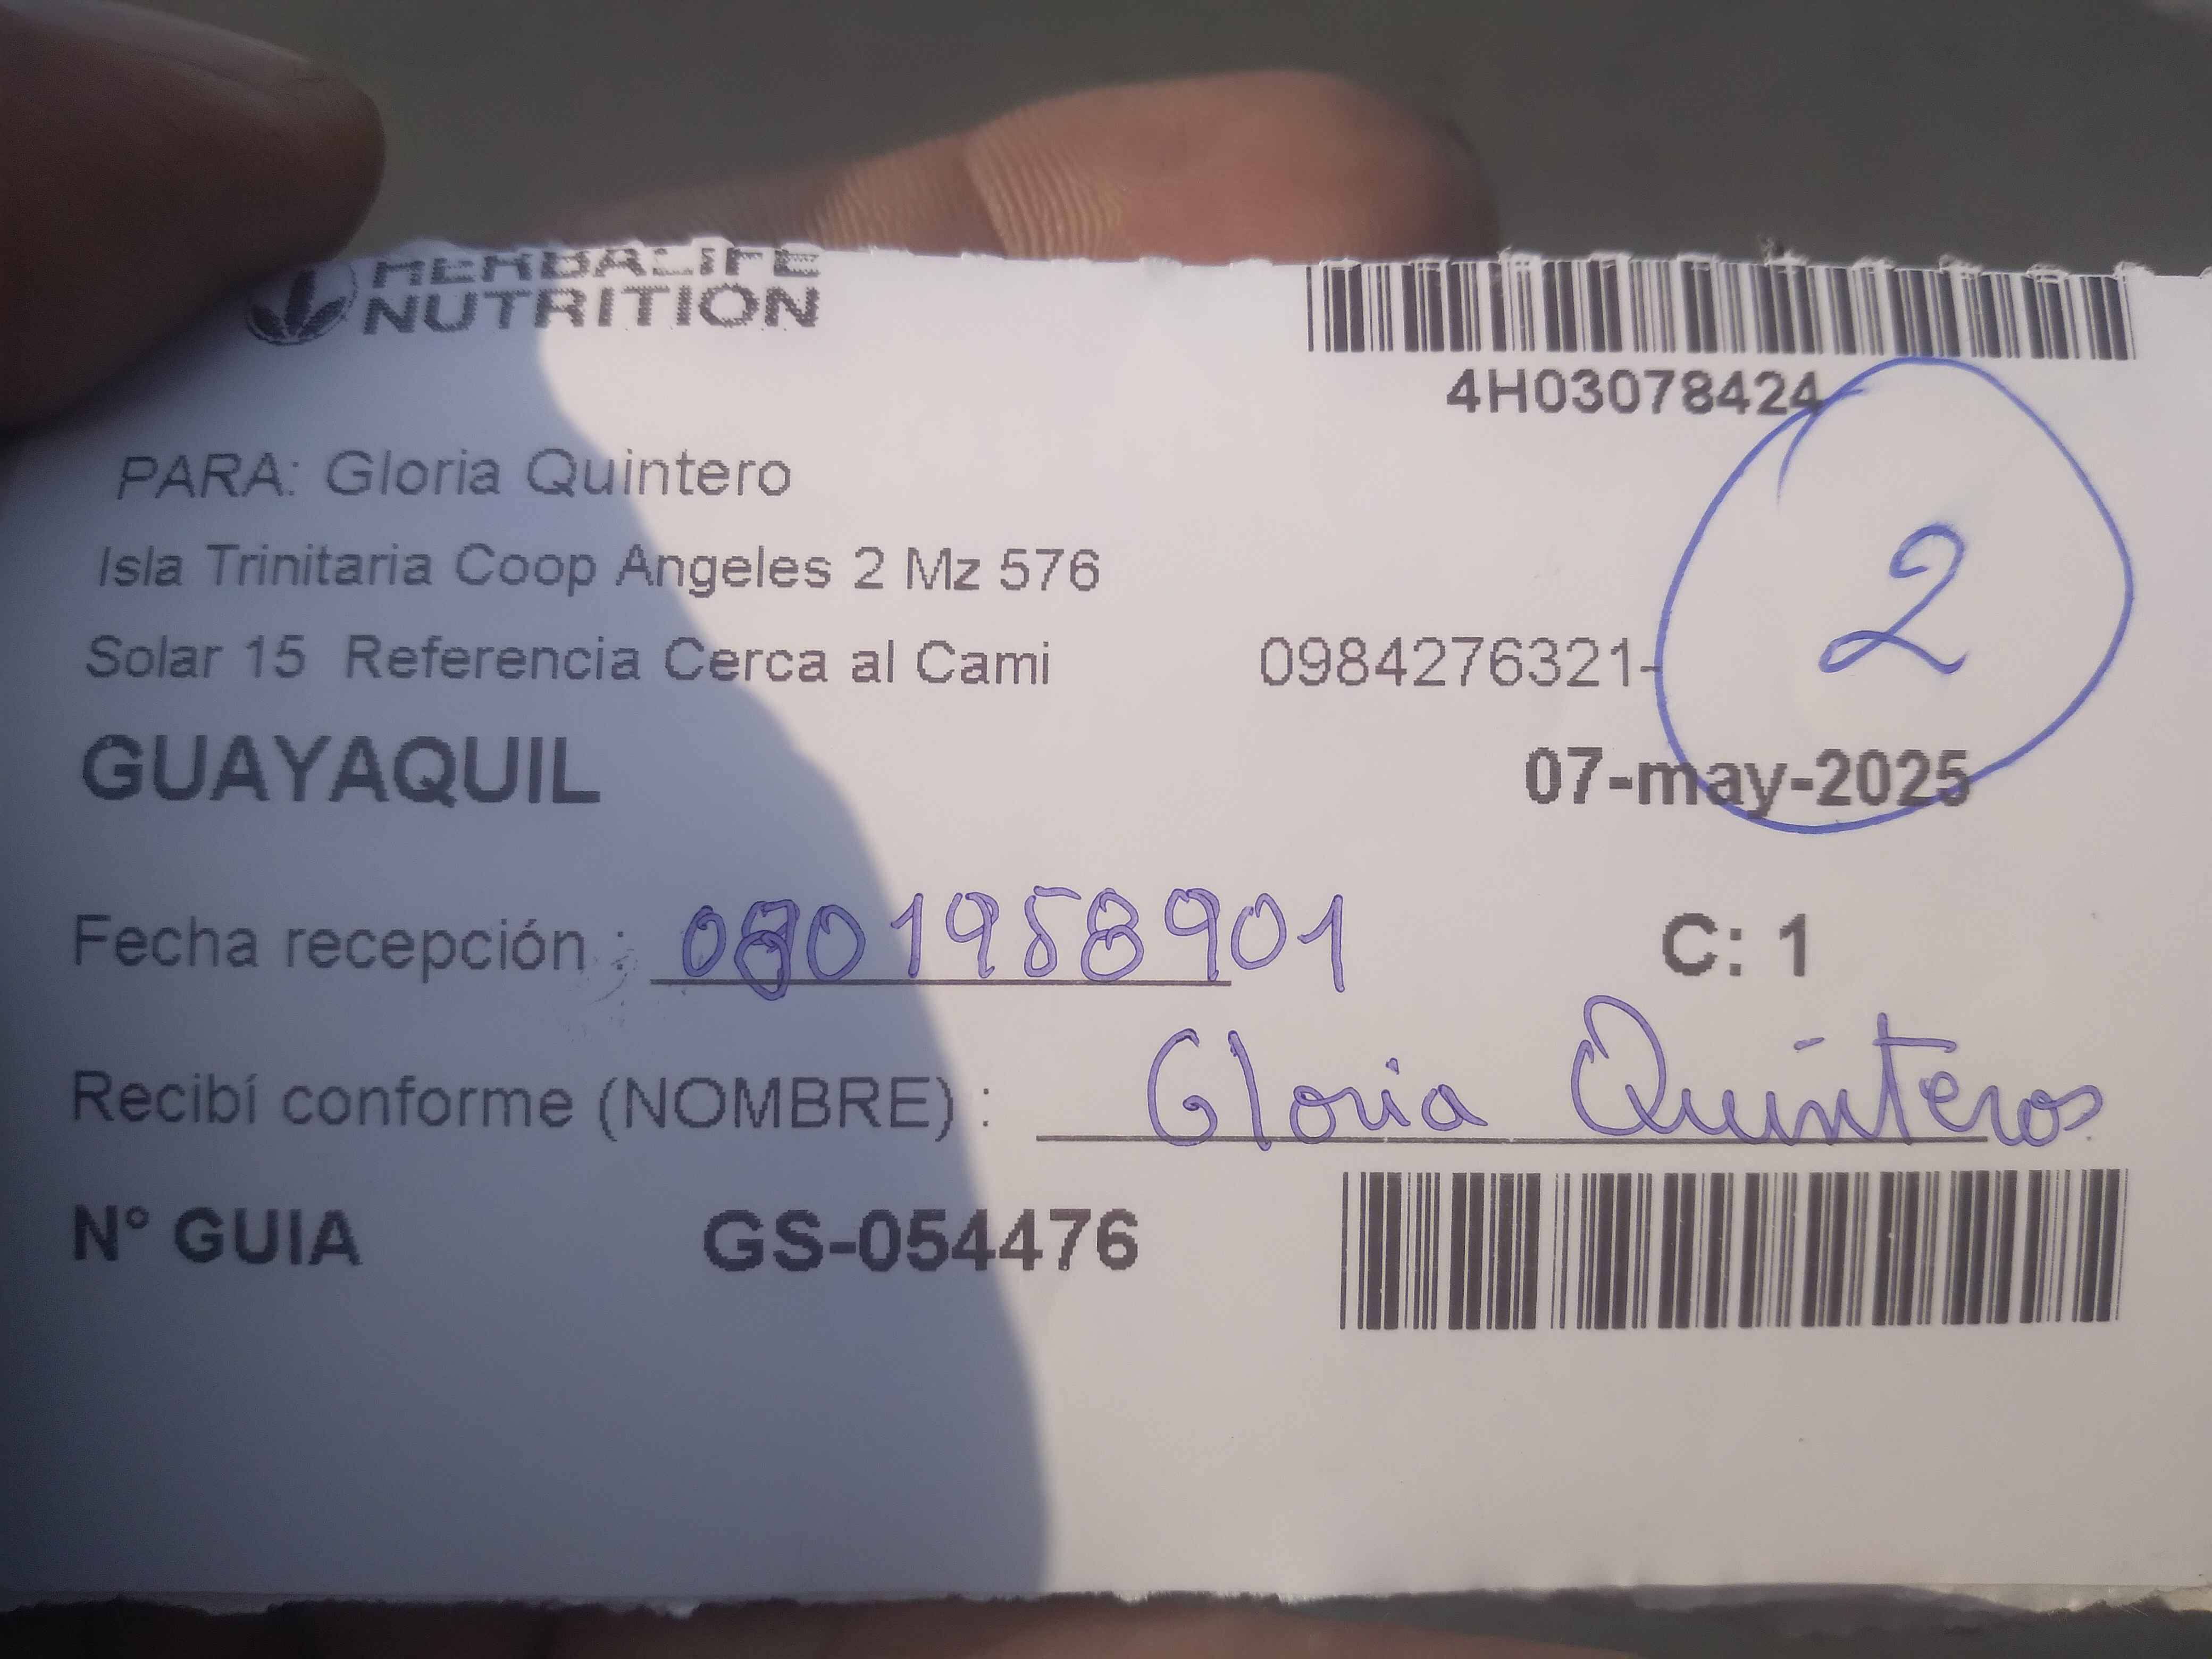 HERBALIFE
NUTRITION
4H03078424
PARA: Gloria Quintero
2
Isla Trinitaria Coop Angeles 2 Mz 576
Solar 15 Referencia Cerca al Cami 0984276321-
GUAYAQUIL 07-may-2025
Fecha recepción : 0801958901 C: 1
Recibí conforme (NOMBRE) : Gloria Quinteros
N° GUIA GS-054476